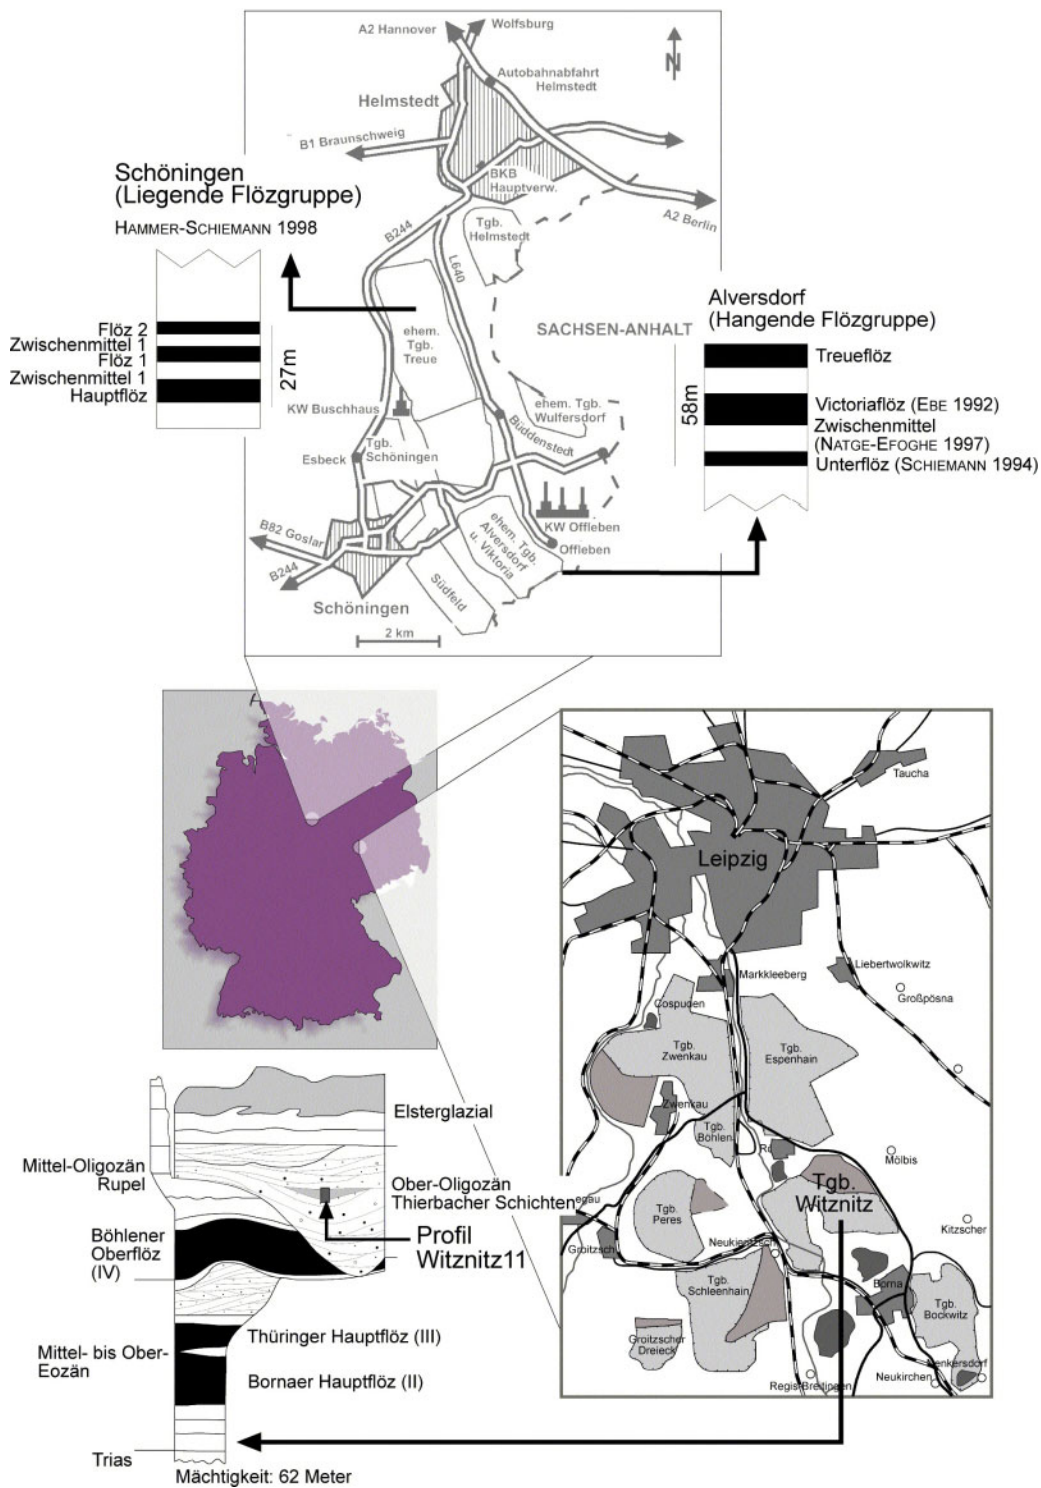 A2 Hannover
Wolfsburg
N
Autobahnabfahrt
Helmstedt
Helmstedt
B1 Braunschweig
BKB
Hauptverw.
A2 Berlin
Schöningen
(Liegende Flözgruppe)
HAMMER-SCHIEMANN 1998
Flöz 2
Zwischenmittel 1
Flöz 1
Zwischenmittel 1
Hauptflöz
27m
B244
L640
Tgb.
Helmstedt
ehem.
Tgb.
Treue
SACHSEN-ANHALT
KW Buschhaus
ehem. Tgb.
Wulfersdorf
Büddenstedt
Tgb.
Schöningen
Esbeck
KW Offleben
Offleben
ehem. Tgb.
Alversdorf
u. Viktoria
Südfeld
B82 Goslar
B244
Schöningen
2 km
Alversdorf
(Hangende Flözgruppe)
58m
Treueflöz
Victoriaflöz (EBE 1992)
Zwischenmittel
(NATGE-EFOGHE 1997)
Unterflöz (SCHIEMANN 1994)
Taucha
Leipzig
Markkleeberg
Liebertwolkwitz
Großpösna
Cospuden
Tgb.
Zwenkau
Tgb.
Espenhain
Zwenkau
Tgb.
Böhlen
Mölbis
Tgb.
Witznitz
Tgb.
Peres
Kitzscher
Groitzsch
Neukieritzsch
Tgb.
Schleenhain
Borna
Tgb.
Bockwitz
Groitzscher
Dreieck
Regis-Breitingen
Neukirchen
Elsterglazial
Mittel-Oligozän
Rupel
Ober-Oligozän
Thierbacher Schichten
Böhlener
Oberflöz
(IV)
Profil
Witznitz11
Thüringer Hauptflöz (III)
Mittel- bis Ober-
Eozän
Bornaer Hauptflöz (II)
Trias
Mächtigkeit: 62 Meter